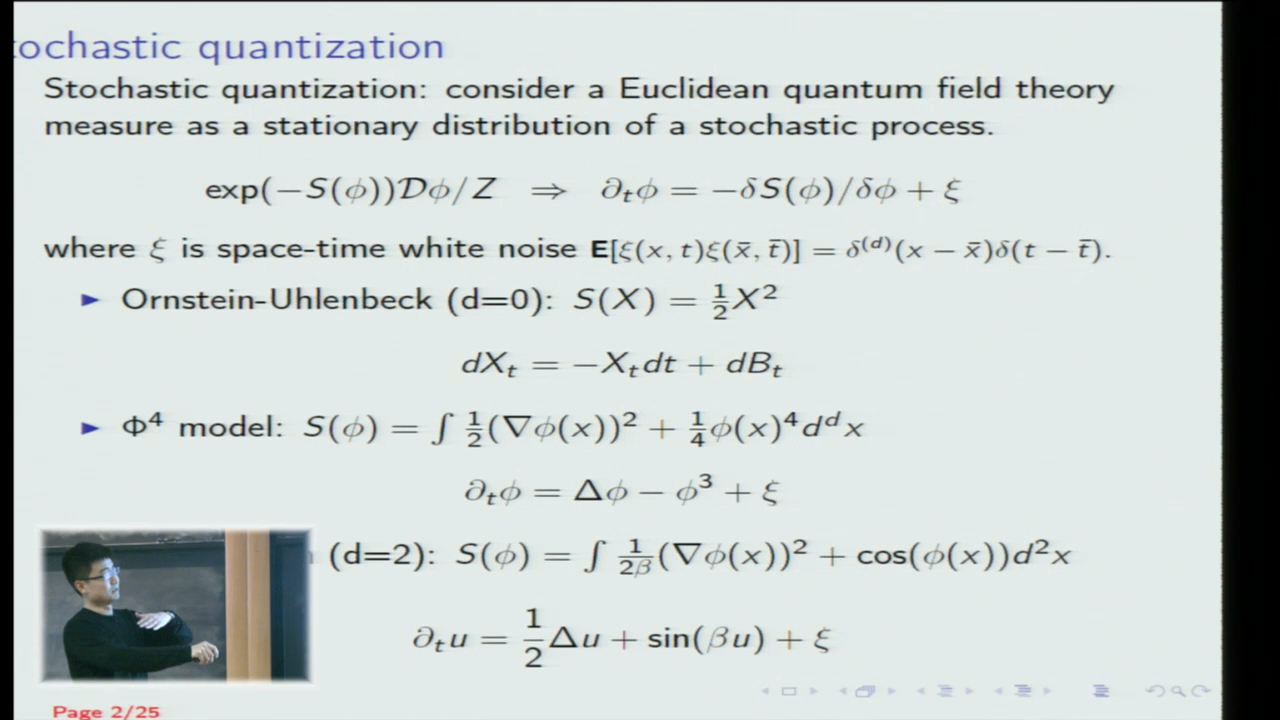 tochastic quantization
Stochastic quantization: consider a Euclidean quantum field theory
measure as a stationary distribution of a stochastic process.
exp(−S(ϕ))𝒟ϕ/Z ⇒ ∂ₜϕ = −δS(ϕ)/δϕ + ξ
where ξ is space-time white noise E[ξ(x, t)ξ(x̄, t̄)] = δ⁽ᵈ⁾(x − x̄)δ(t − t̄).
▶ Ornstein-Uhlenbeck (d=0): S(X) = ½X²
dXₜ = −Xₜdt + dBₜ
▶ Φ⁴ model: S(ϕ) = ∫ ½(∇ϕ(x))² + ¼ϕ(x)⁴dᵈx
∂ₜϕ = Δϕ − ϕ³ + ξ
(d=2): S(ϕ) = ∫ 1/2β (∇ϕ(x))² + cos(ϕ(x))d²x
∂ₜu = ½Δu + sin(βu) + ξ
Page 2/25